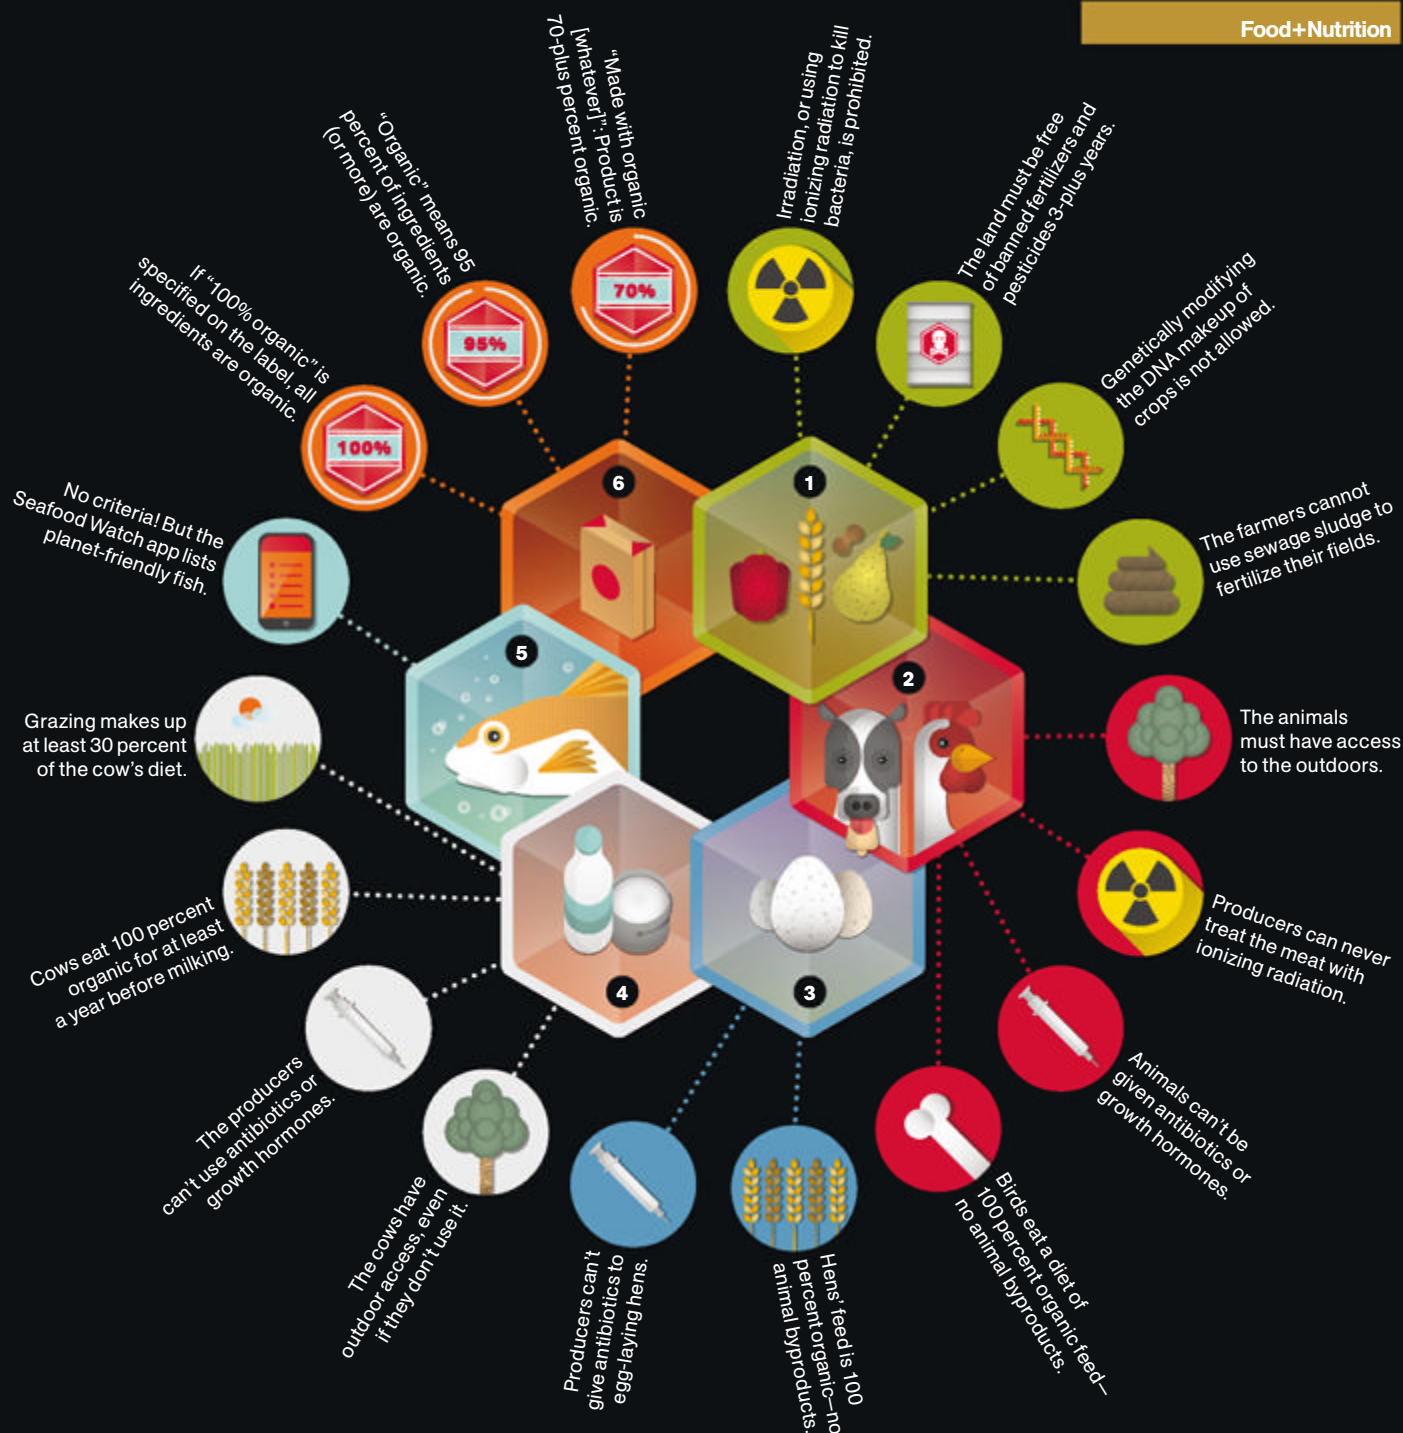 Food+Nutrition
“Made with organic
[whatever]”: Product is
70-plus percent organic.
Irradiation, or using
ionizing radiation to kill
bacteria, is prohibited.
“Organic” means 95
percent of ingredients
(or more) are organic.
The land must be free
of banned fertilizers and
pesticides 3-plus years.
If “100% organic” is
specified on the label, all
ingredients are organic.
Genetically modifying
the DNA makeup of
crops is not allowed.
70%
95%
100%
No criteria! But the
Seafood Watch app lists
planet-friendly fish.
The farmers cannot
use sewage sludge to
fertilize their fields.
6
1
5
2
Grazing makes up
at least 30 percent
of the cow’s diet.
The animals
must have access
to the outdoors.
Cows eat 100 percent
organic for at least
a year before milking.
Producers can never
treat the meat with
ionizing radiation.
4
3
The producers
can’t use antibiotics or
growth hormones.
Animals can’t be
given antibiotics or
growth hormones.
The cows have
outdoor access, even
if they don’t use it.
Producers can’t
give antibiotics to
egg-laying hens.
Hens’ feed is 100
percent organic—no
animal byproducts.
Birds eat a diet of
100 percent organic feed—
no animal byproducts.